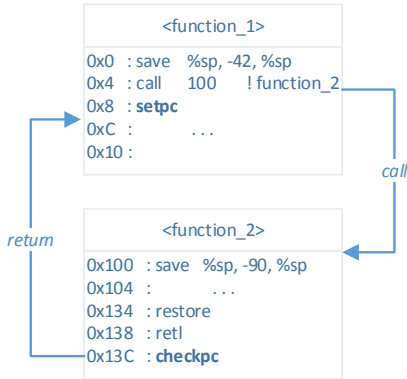 <function_1>
0x0 : save %sp, -42, %sp
0x4 : call 100 ! function_2
0x8 : setpc
0xC : ...
0x10 :
call
return
<function_2>
0x100 : save %sp, -90, %sp
0x104 : ...
0x134 : restore
0x138 : retl
0x13C : checkpc